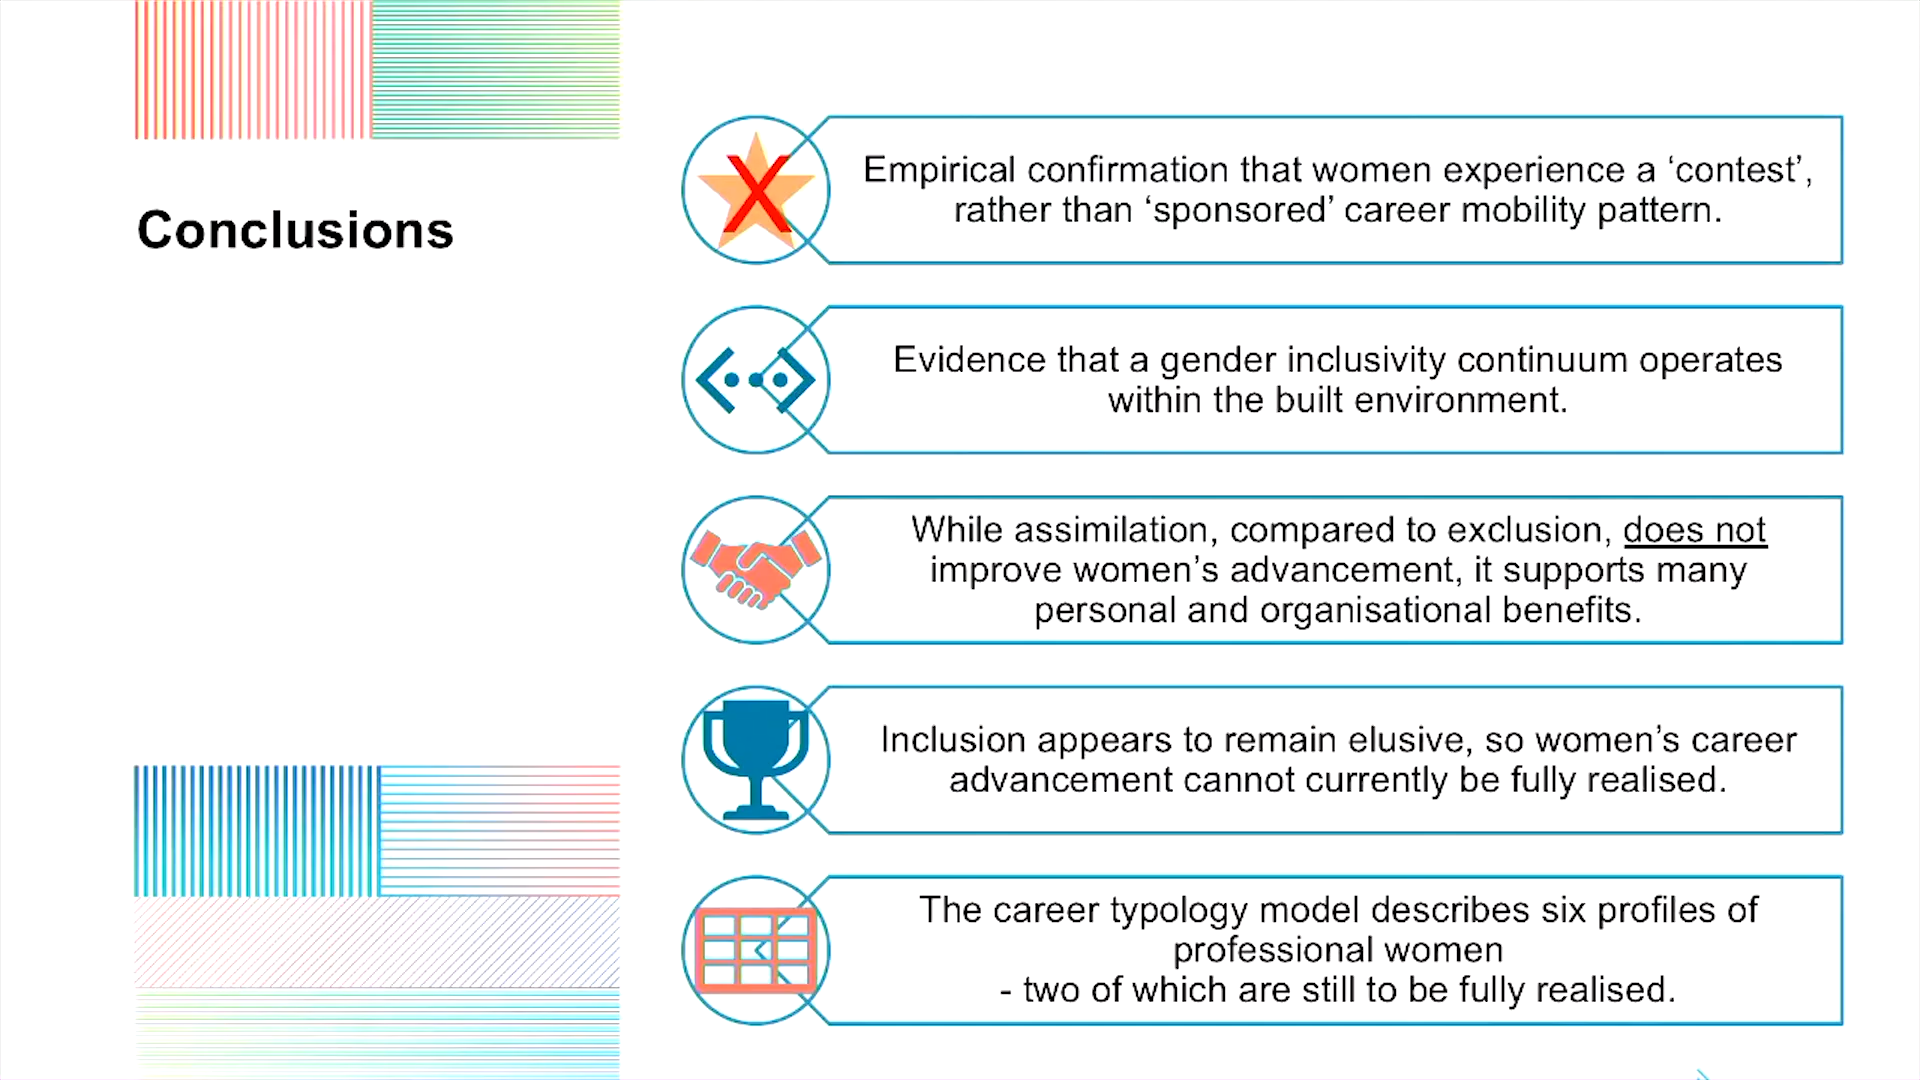 Conclusions
Empirical confirmation that women experience a ‘contest’,
rather than ‘sponsored’ career mobility pattern.
Evidence that a gender inclusivity continuum operates
within the built environment.
While assimilation, compared to exclusion, does not
improve women’s advancement, it supports many
personal and organisational benefits.
Inclusion appears to remain elusive, so women’s career
advancement cannot currently be fully realised.
The career typology model describes six profiles of
professional women
- two of which are still to be fully realised.